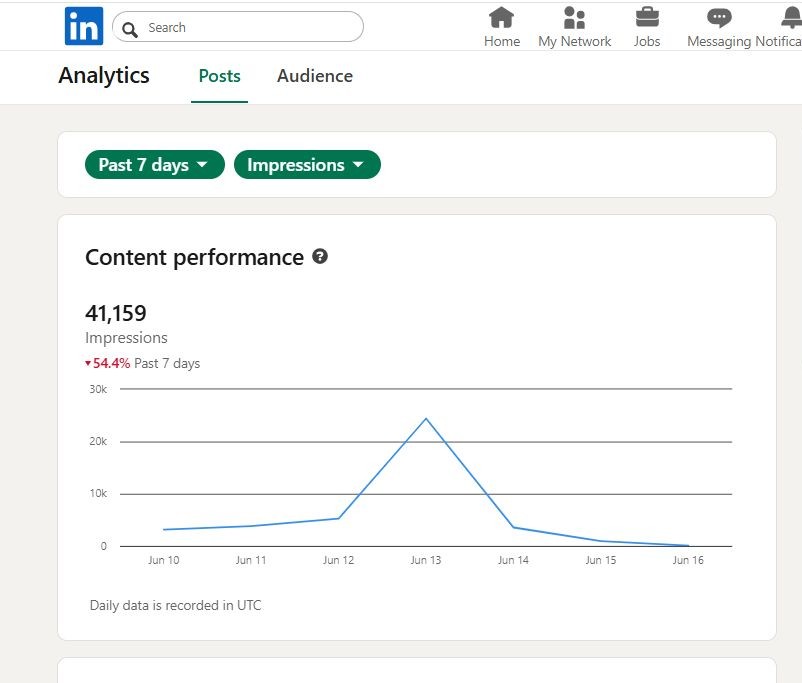 in
Search
Home
My Network
Jobs
Messaging
Notifica
Analytics
Posts
Audience
Past 7 days
Impressions
Content performance
?
41,159
Impressions
54.4% Past 7 days
30k
20k
10k
0
Jun 10
Jun 11
Jun 12
Jun 13
Jun 14
Jun 15
Jun 16
Daily data is recorded in UTC